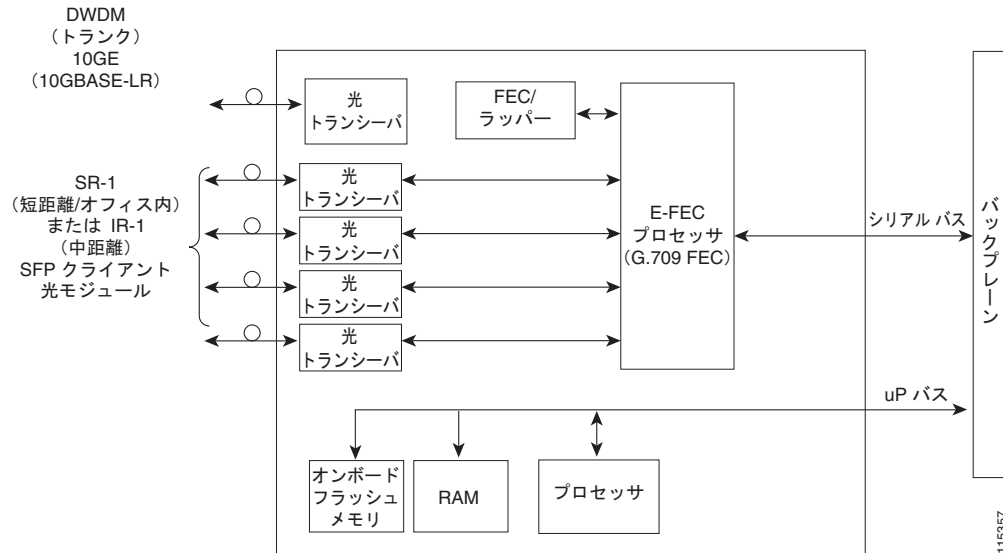 DWDM
（トランク）
10GE
（10GBASE-LR）
光
トランシーバ
FEC/
ラッパー
SR-1
（短距離/オフィス内）
または IR-1
（中距離）
SFP クライアント
光モジュール
光
トランシーバ
光
トランシーバ
光
トランシーバ
光
トランシーバ
E-FEC
プロセッサ
(G.709 FEC)
シリアル バス
バックプレーン
uP バス
オンボード
フラッシュ
メモリ
RAM
プロセッサ
115357